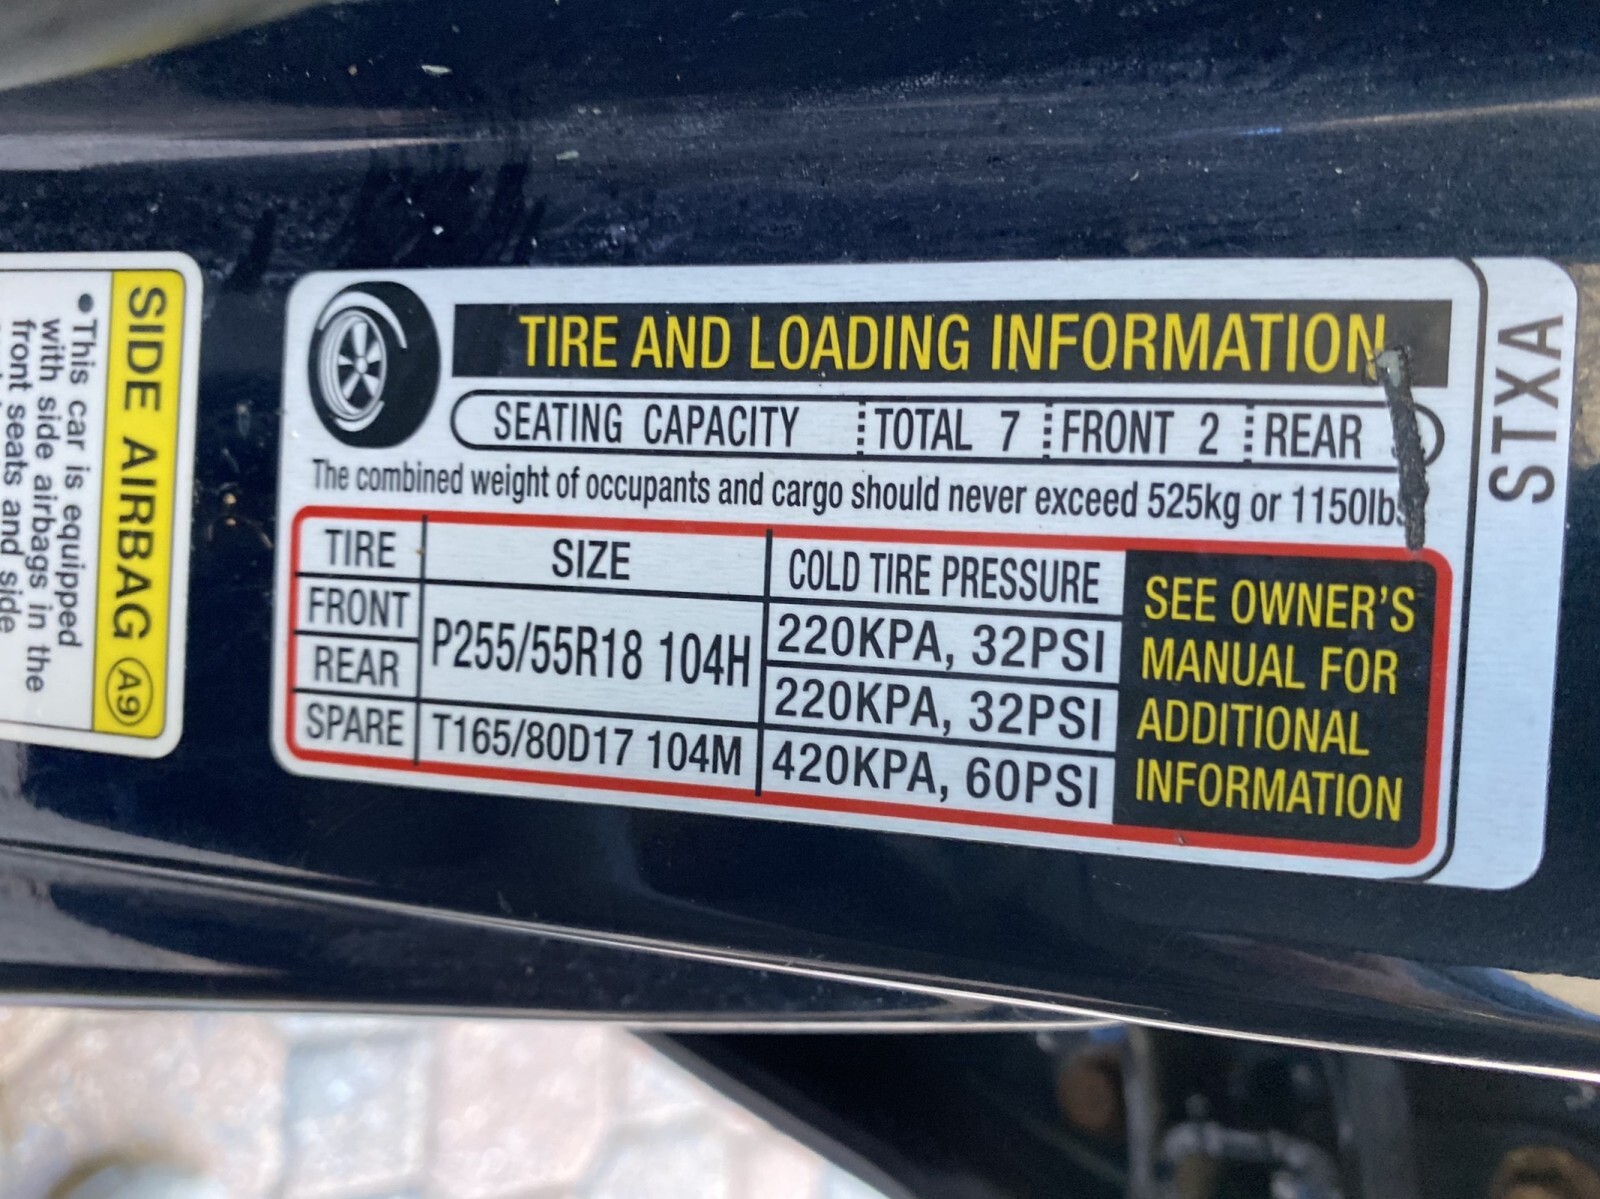 SIDE AIRBAG A9
•This car is equipped
with side airbags in the
front seats and side
TIRE AND LOADING INFORMATION
SEATING CAPACITY TOTAL 7 FRONT 2 REAR
The combined weight of occupants and cargo should never exceed 525kg or 1150lbs
TIRE SIZE COLD TIRE PRESSURE
FRONT P255/55R18 104H 220KPA, 32PSI
REAR 220KPA, 32PSI
SPARE T165/80D17 104M 420KPA, 60PSI
SEE OWNER'S
MANUAL FOR
ADDITIONAL
INFORMATION
STXA